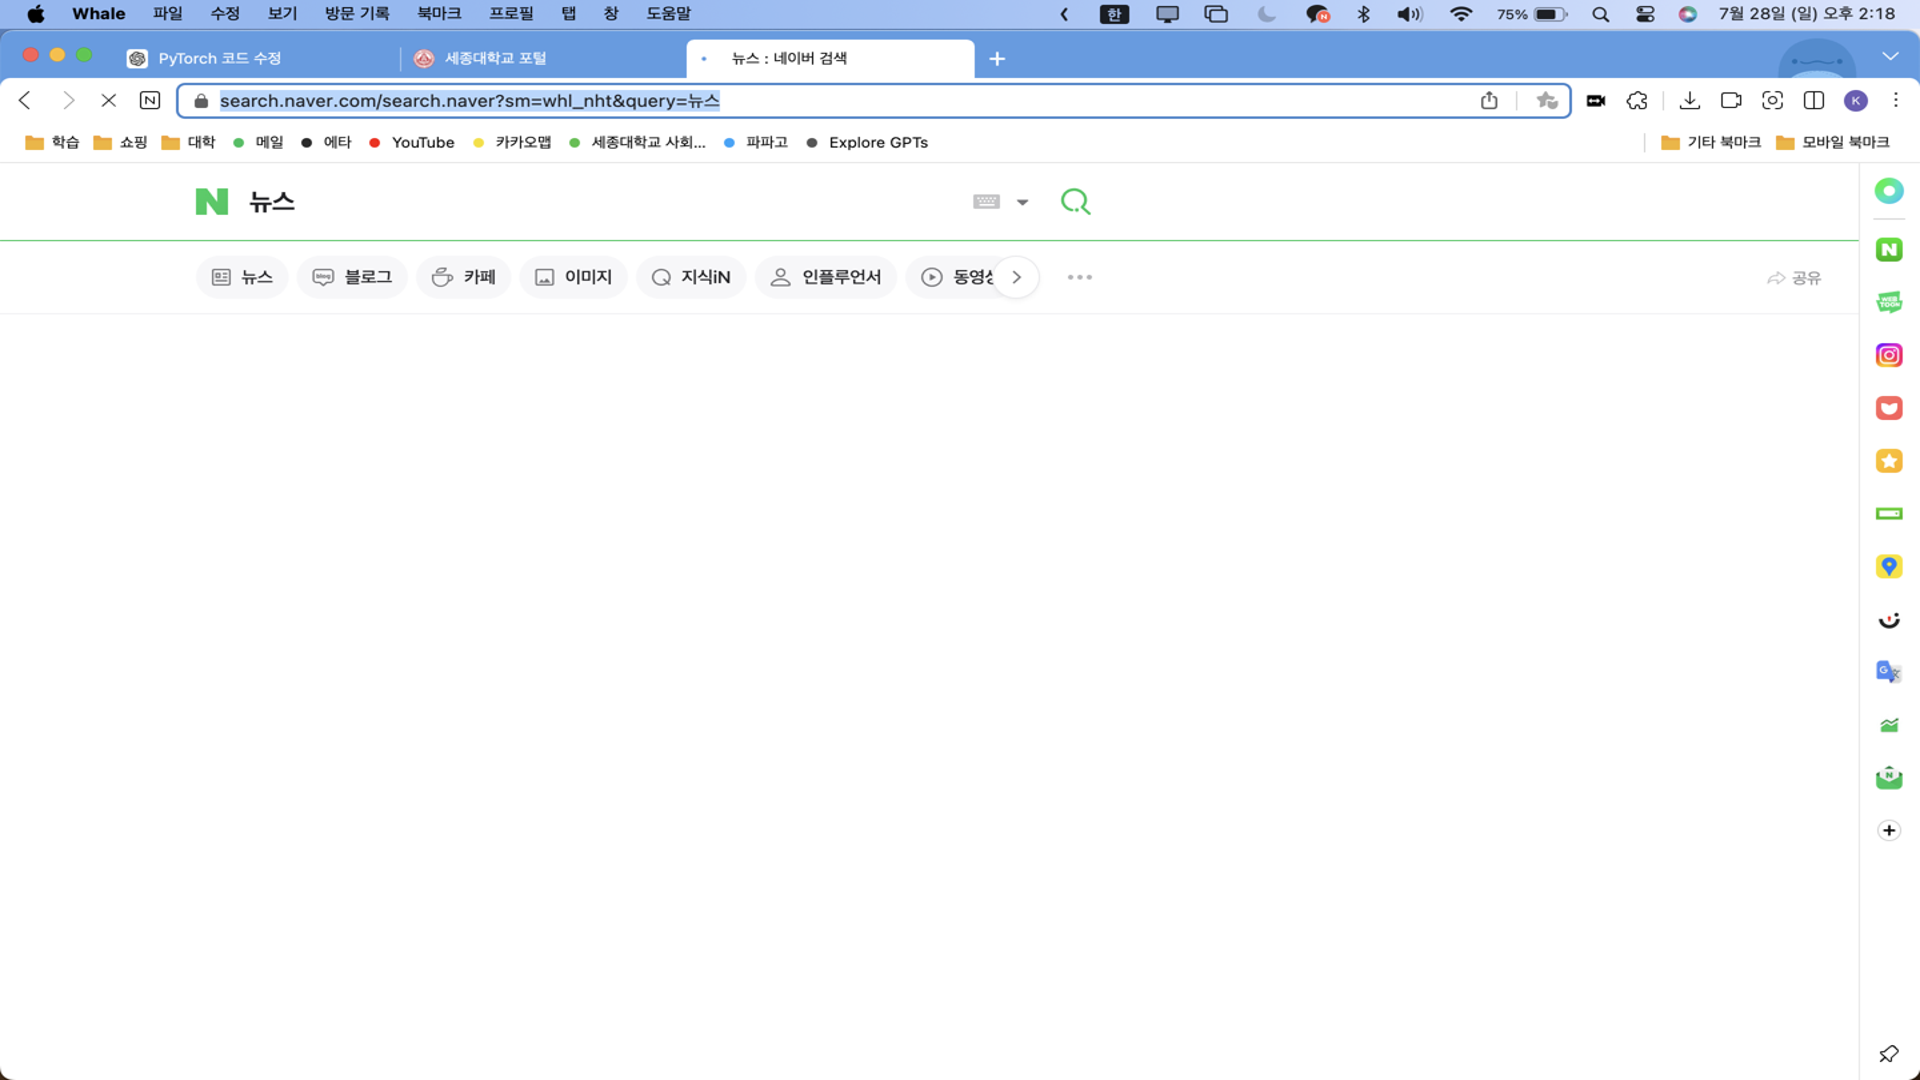 Whale 파일 수정 보기 방문 기록 북마크 프로필 탭 창 도움말 한 N 75% 7월 28일 (일) 오후 2:18
PyTorch 코드 수정 세종대학교 포털 뉴스 : 네이버 검색
N search.naver.com/search.naver?sm=whl_nht&query=뉴스 K
학습 쇼핑 대학 메일 에타 YouTube 카카오맵 세종대학교 사회... 파파고 Explore GPTs 기타 북마크 모바일 북마크
N 뉴스
뉴스 blog 블로그 카페 이미지 지식iN 인플루언서 동영상 공유
N
WEB
TOON
G 文
N